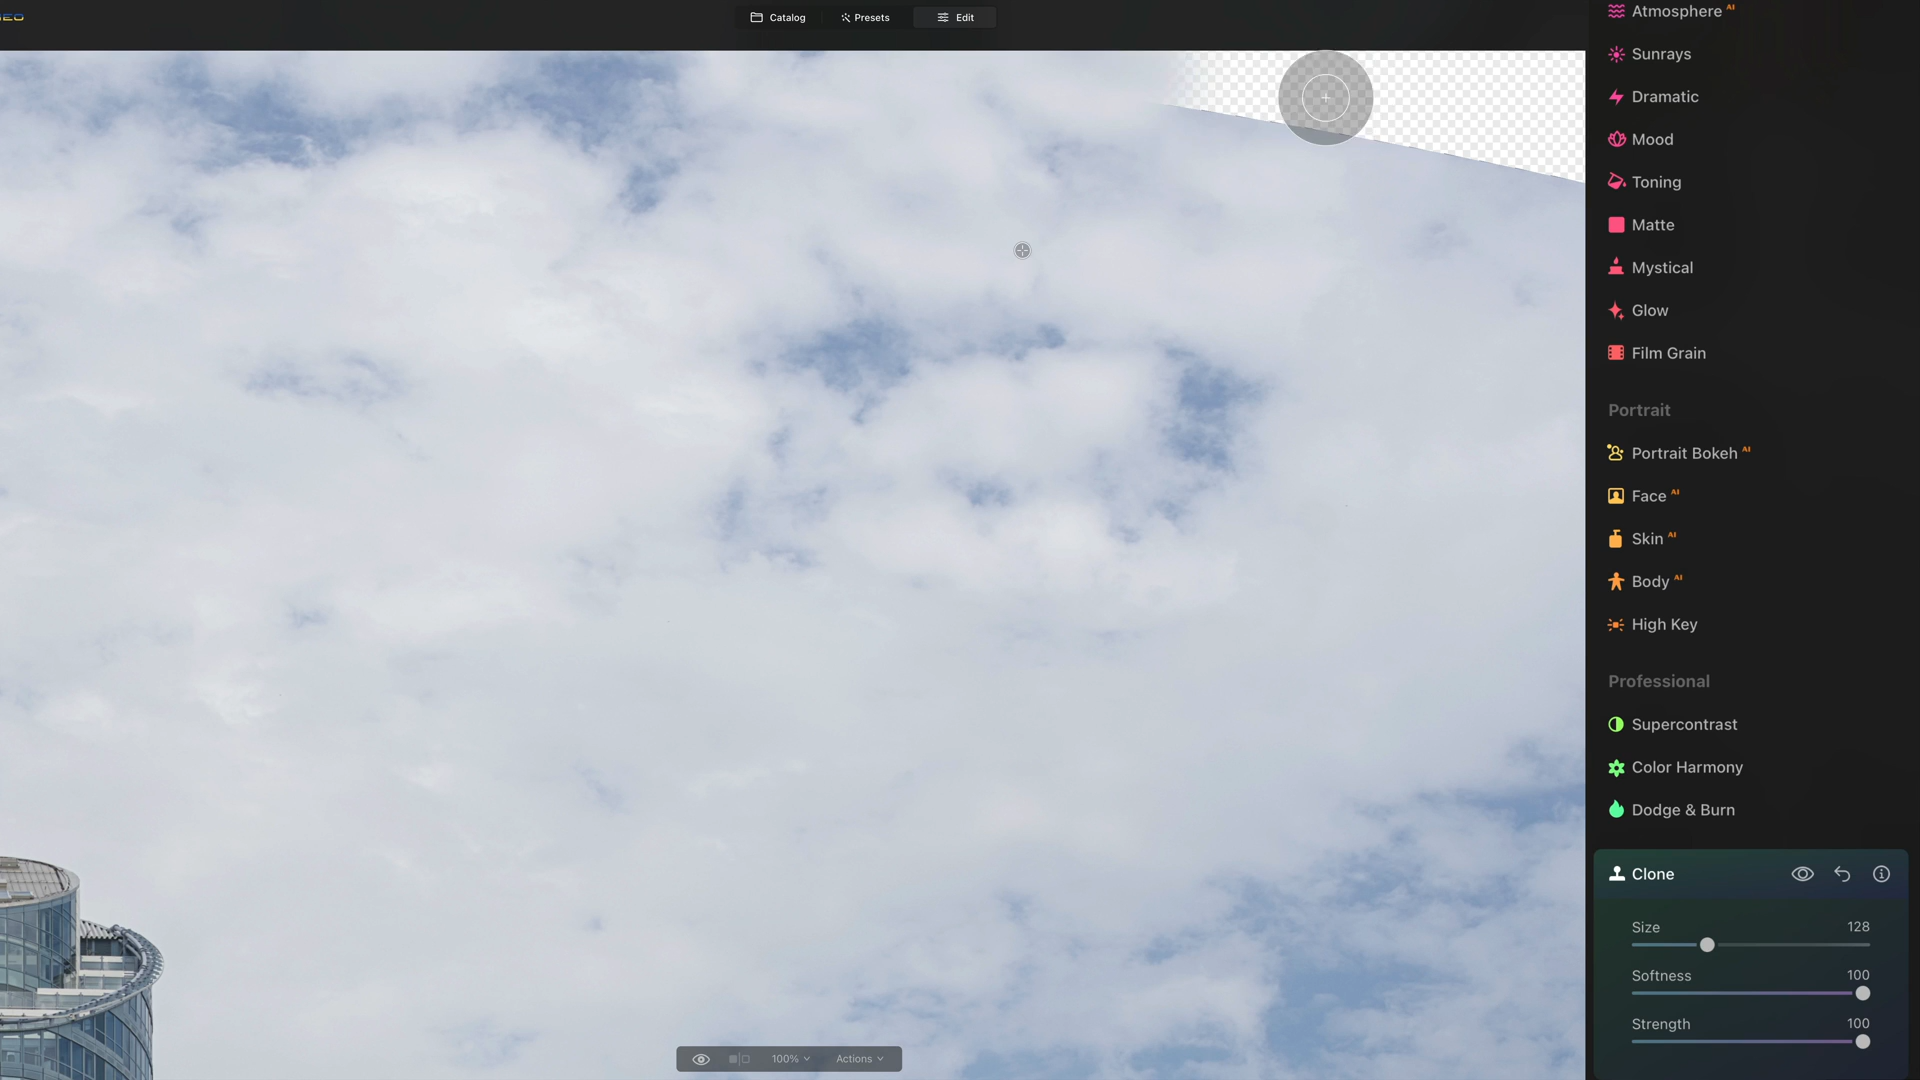 Catalog
Presets
Edit
Atmosphere AI
Sunrays
Dramatic
Mood
Toning
Matte
Mystical
Glow
Film Grain
Portrait
Portrait Bokeh AI
Face AI
Skin AI
Body AI
High Key
Professional
Supercontrast
Color Harmony
Dodge & Burn
Clone
Size 128
Softness 100
Strength 100
100%
Actions